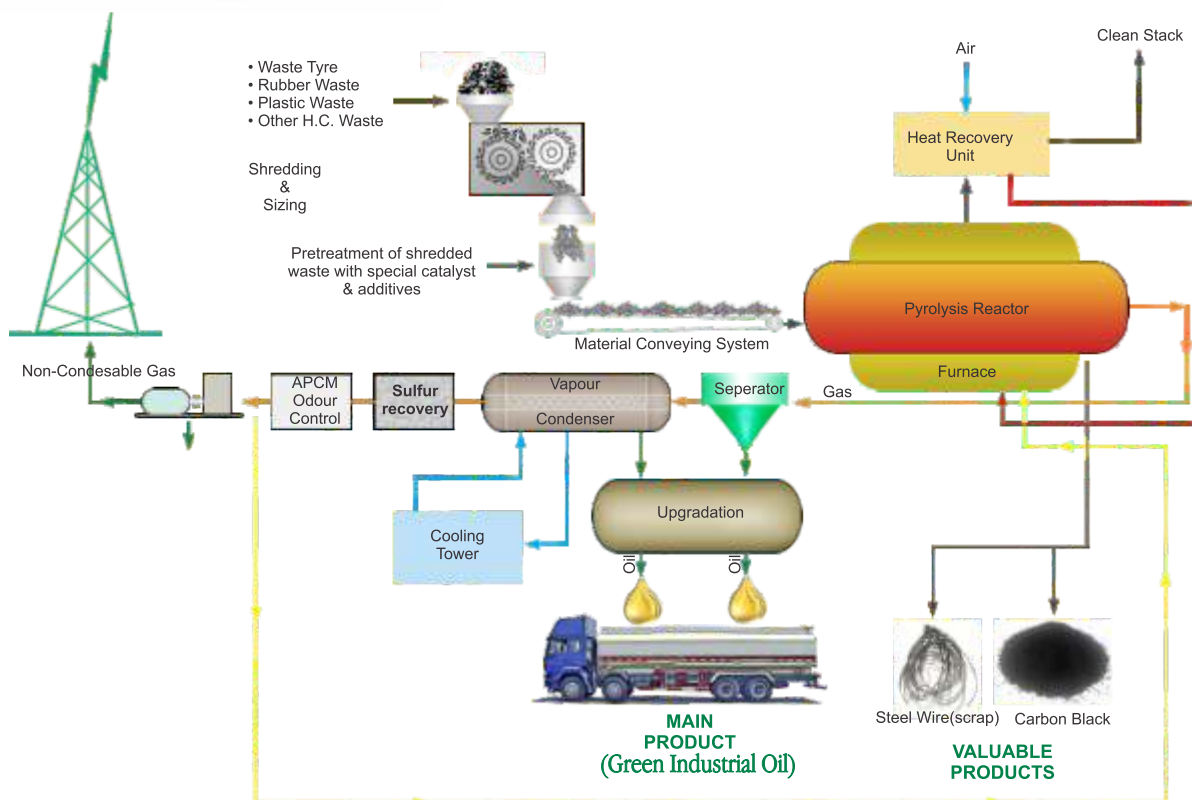 • Waste Tyre
• Rubber Waste
• Plastic Waste
• Other H.C. Waste
Shredding
&
Sizing
Pretreatment of shredded
waste with special catalyst
& additives
Material Conveying System
Air
Clean Stack
Heat Recovery
Unit
Pyrolysis Reactor
Furnace
Gas
Seperator
Vapour
Condenser
Sulfur
recovery
APCM
Odour
Control
Non-Condesable Gas
Cooling
Tower
Upgradation
Oil
Oil
MAIN
PRODUCT
(Green Industrial Oil)
Steel Wire(scrap)
Carbon Black
VALUABLE
PRODUCTS